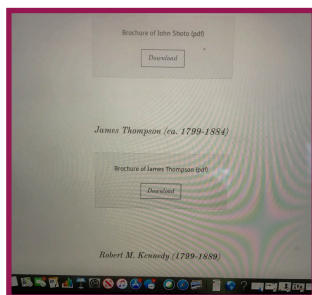 Brochure of John Shoto (pdf)
Download
James Thompson (ca. 1799-1884)
Brochure of James Thompson (pdf)
Download
Robert M. Kennedy (1799-1889)